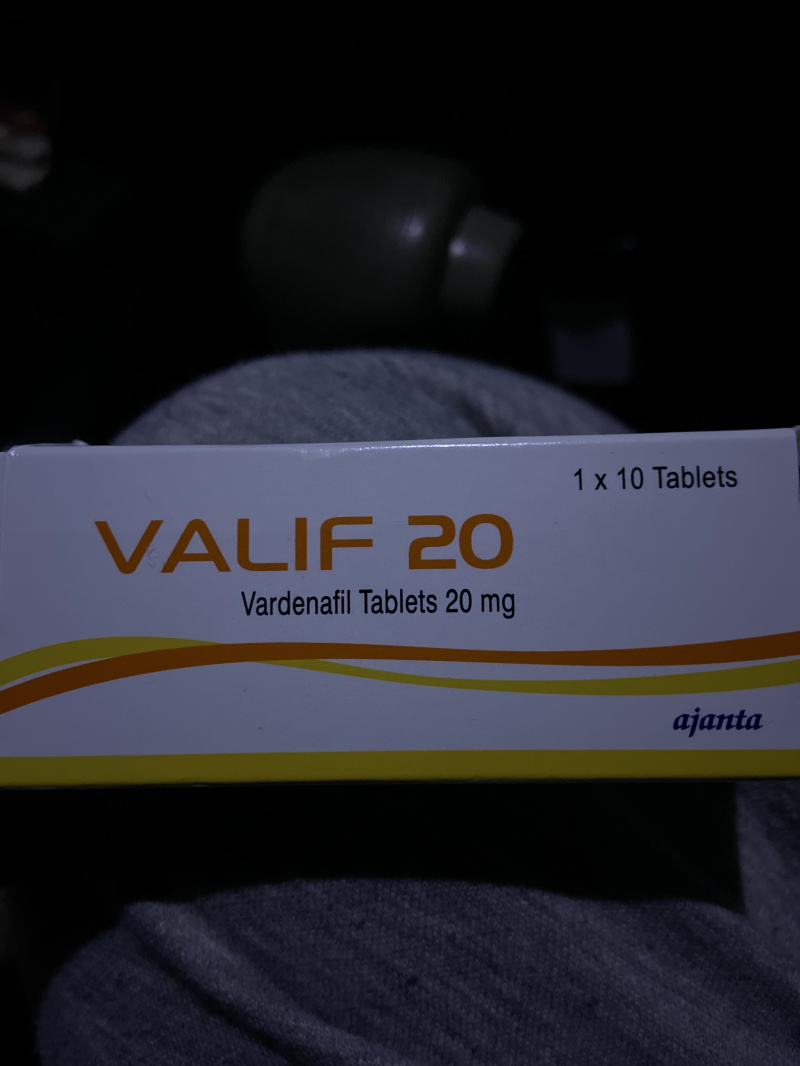 1 x 10 Tablets
VALIF 20
Vardenafil Tablets 20 mg
ajanta